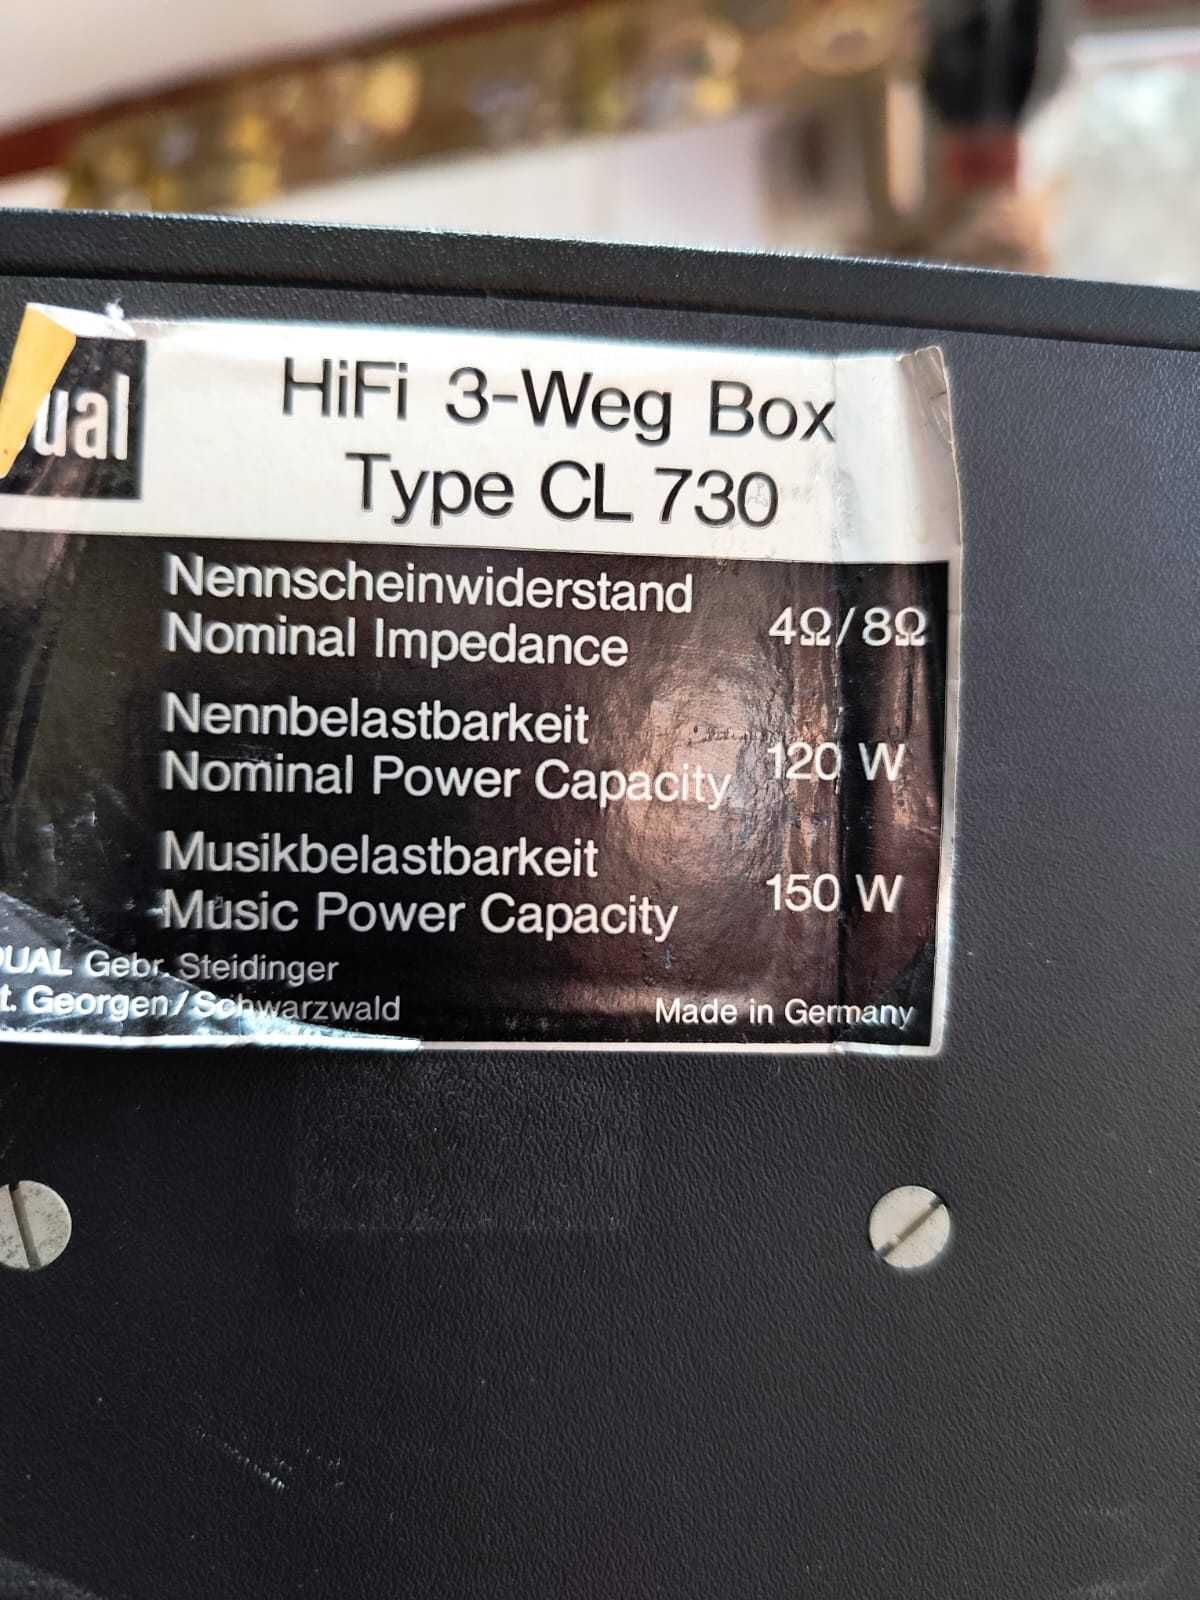 ual
HiFi 3-Weg Box
Type CL 730
Nennscheinwiderstand
Nominal Impedance
4Ω/8Ω
Nennbelastbarkeit
Nominal Power Capacity
120 W
Musikbelastbarkeit
Music Power Capacity
150 W
DUAL Gebr. Steidinger
t. Georgen/Schwarzwald
Made in Germany